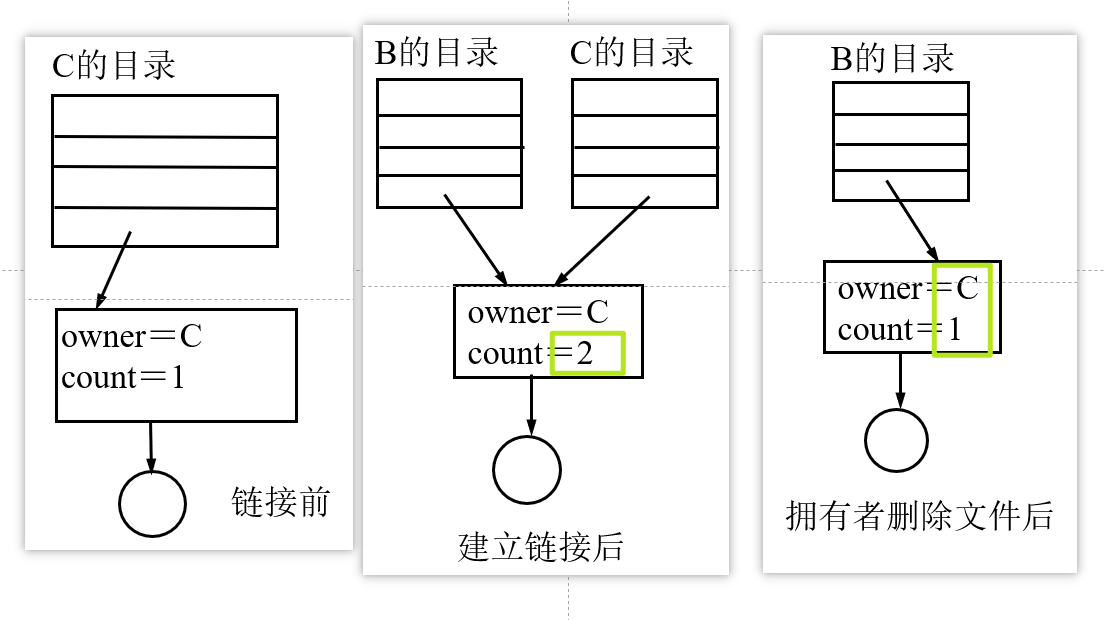 C的目录
owner＝C
count＝1
链接前
B的目录
C的目录
owner＝C
count＝2
建立链接后
B的目录
owner＝C
count＝1
拥有者删除文件后